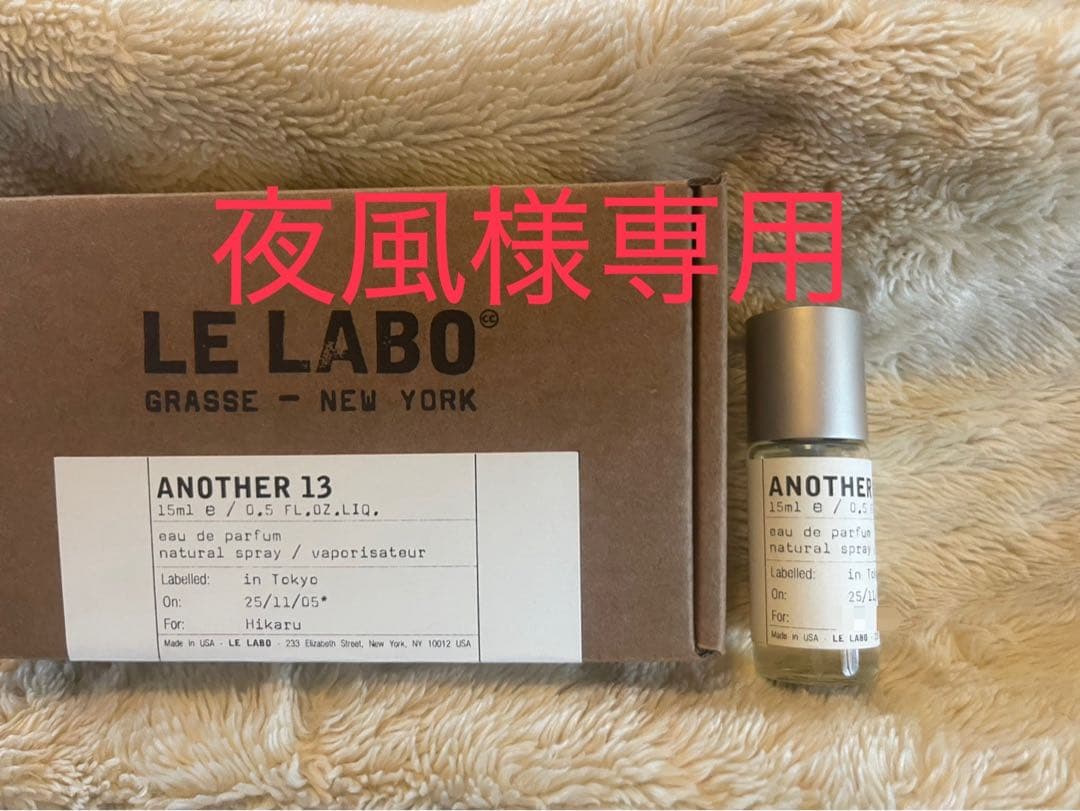 夜風様専用
LE LABO
GRASSE — NEW YORK
ANOTHER 13
15ml e / 0.5 FL.OZ.LIQ.
eau de parfum
natural spray / vaporisateur
Labelled: in Tokyo
On: 25/11/05*
For: Hikaru
Made in USA - LE LABO - 233 Elizabeth Street, New York, NY 10012 USA
ANOTHER
15ml e / 0.5
eau de parfum
natural spray
Labelled: in To
On: 25/11
For:
Made in USA - LE LABO